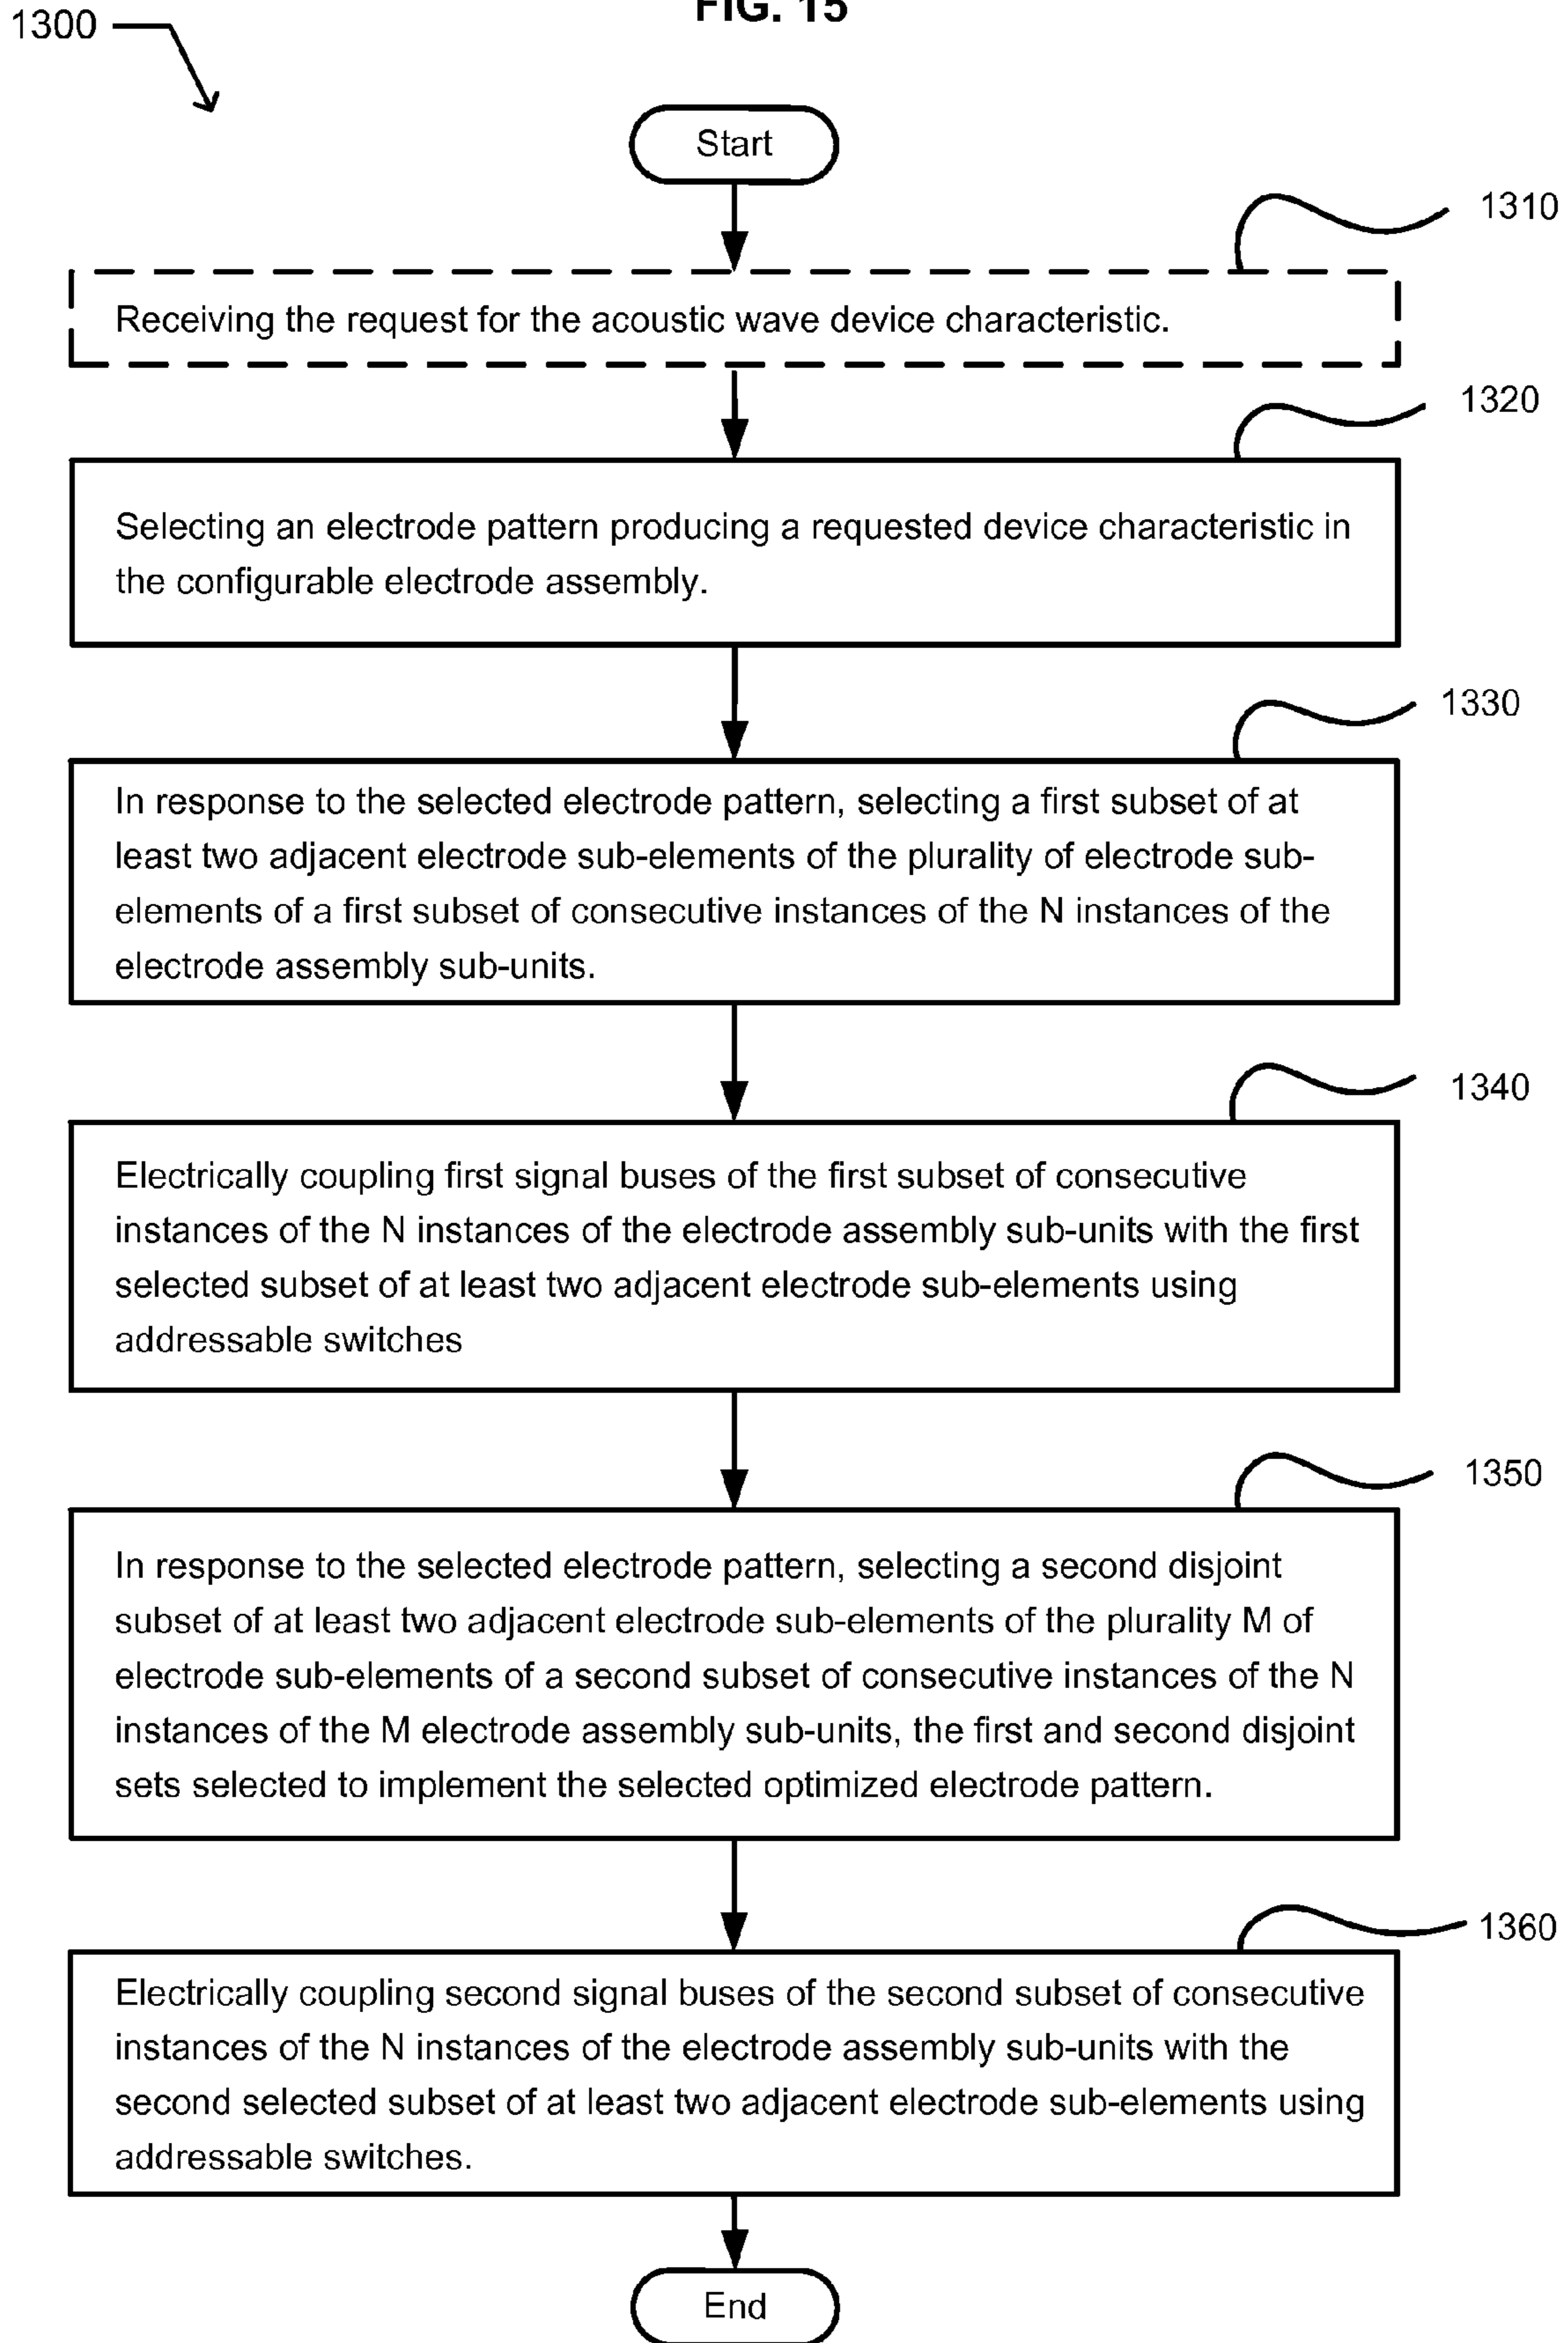 FIG. 15
1300
Start
1310
Receiving the request for the acoustic wave device characteristic.
1320
Selecting an electrode pattern producing a requested device characteristic in
the configurable electrode assembly.
1330
In response to the selected electrode pattern, selecting a first subset of at
least two adjacent electrode sub-elements of the plurality of electrode sub-
elements of a first subset of consecutive instances of the N instances of the
electrode assembly sub-units.
1340
Electrically coupling first signal buses of the first subset of consecutive
instances of the N instances of the electrode assembly sub-units with the first
selected subset of at least two adjacent electrode sub-elements using
addressable switches
1350
In response to the selected electrode pattern, selecting a second disjoint
subset of at least two adjacent electrode sub-elements of the plurality M of
electrode sub-elements of a second subset of consecutive instances of the N
instances of the M electrode assembly sub-units, the first and second disjoint
sets selected to implement the selected optimized electrode pattern.
1360
Electrically coupling second signal buses of the second subset of consecutive
instances of the N instances of the electrode assembly sub-units with the
second selected subset of at least two adjacent electrode sub-elements using
addressable switches.
End